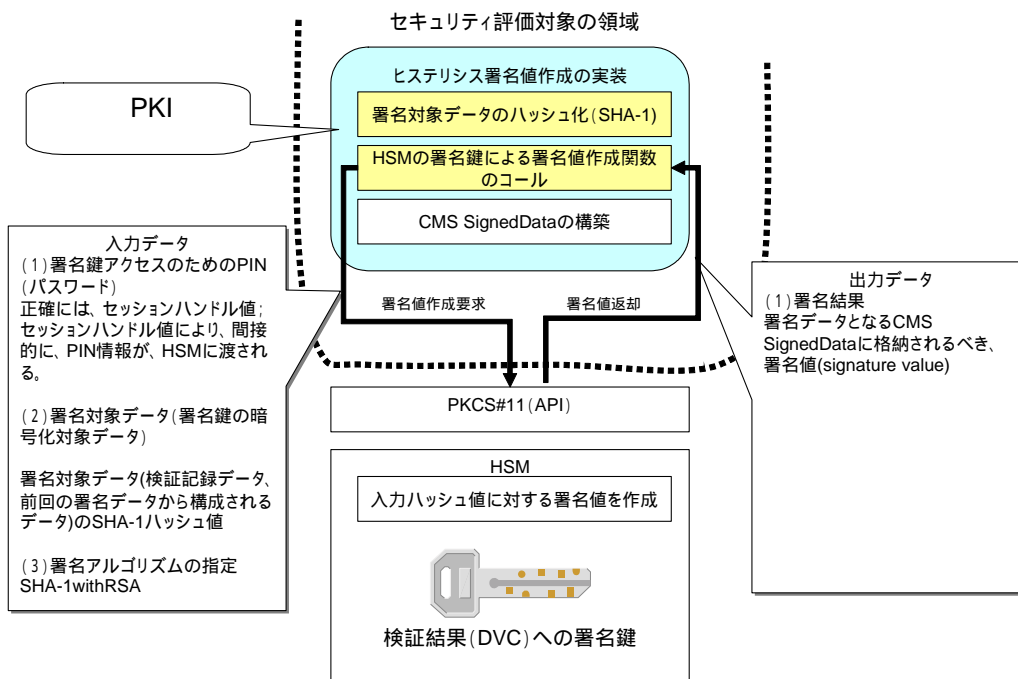 セキュリティ評価対象の領域
ヒステリシス署名値作成の実装
PKI
署名対象データのハッシュ化(SHA-1)
HSMの署名鍵による署名値作成関数
のコール
CMS SignedDataの構築
入力データ
(1)署名鍵アクセスのためのPIN
(パスワード)
正確には、セッションハンドル値;
セッションハンドル値により、間接
的に、PIN情報が、HSMに渡され
る。
(2)署名対象データ(署名鍵の暗
号化対象データ)
署名対象データ(検証記録データ、
前回の署名データから構成される
データ)のSHA-1ハッシュ値
(3)署名アルゴリズムの指定
SHA-1withRSA
署名値作成要求
署名値返却
出力データ
(1)署名結果
署名データとなるCMS
SignedDataに格納されるべき、
署名値(signature value)
PKCS#11(API)
HSM
入力ハッシュ値に対する署名値を作成
検証結果(DVC)への署名鍵